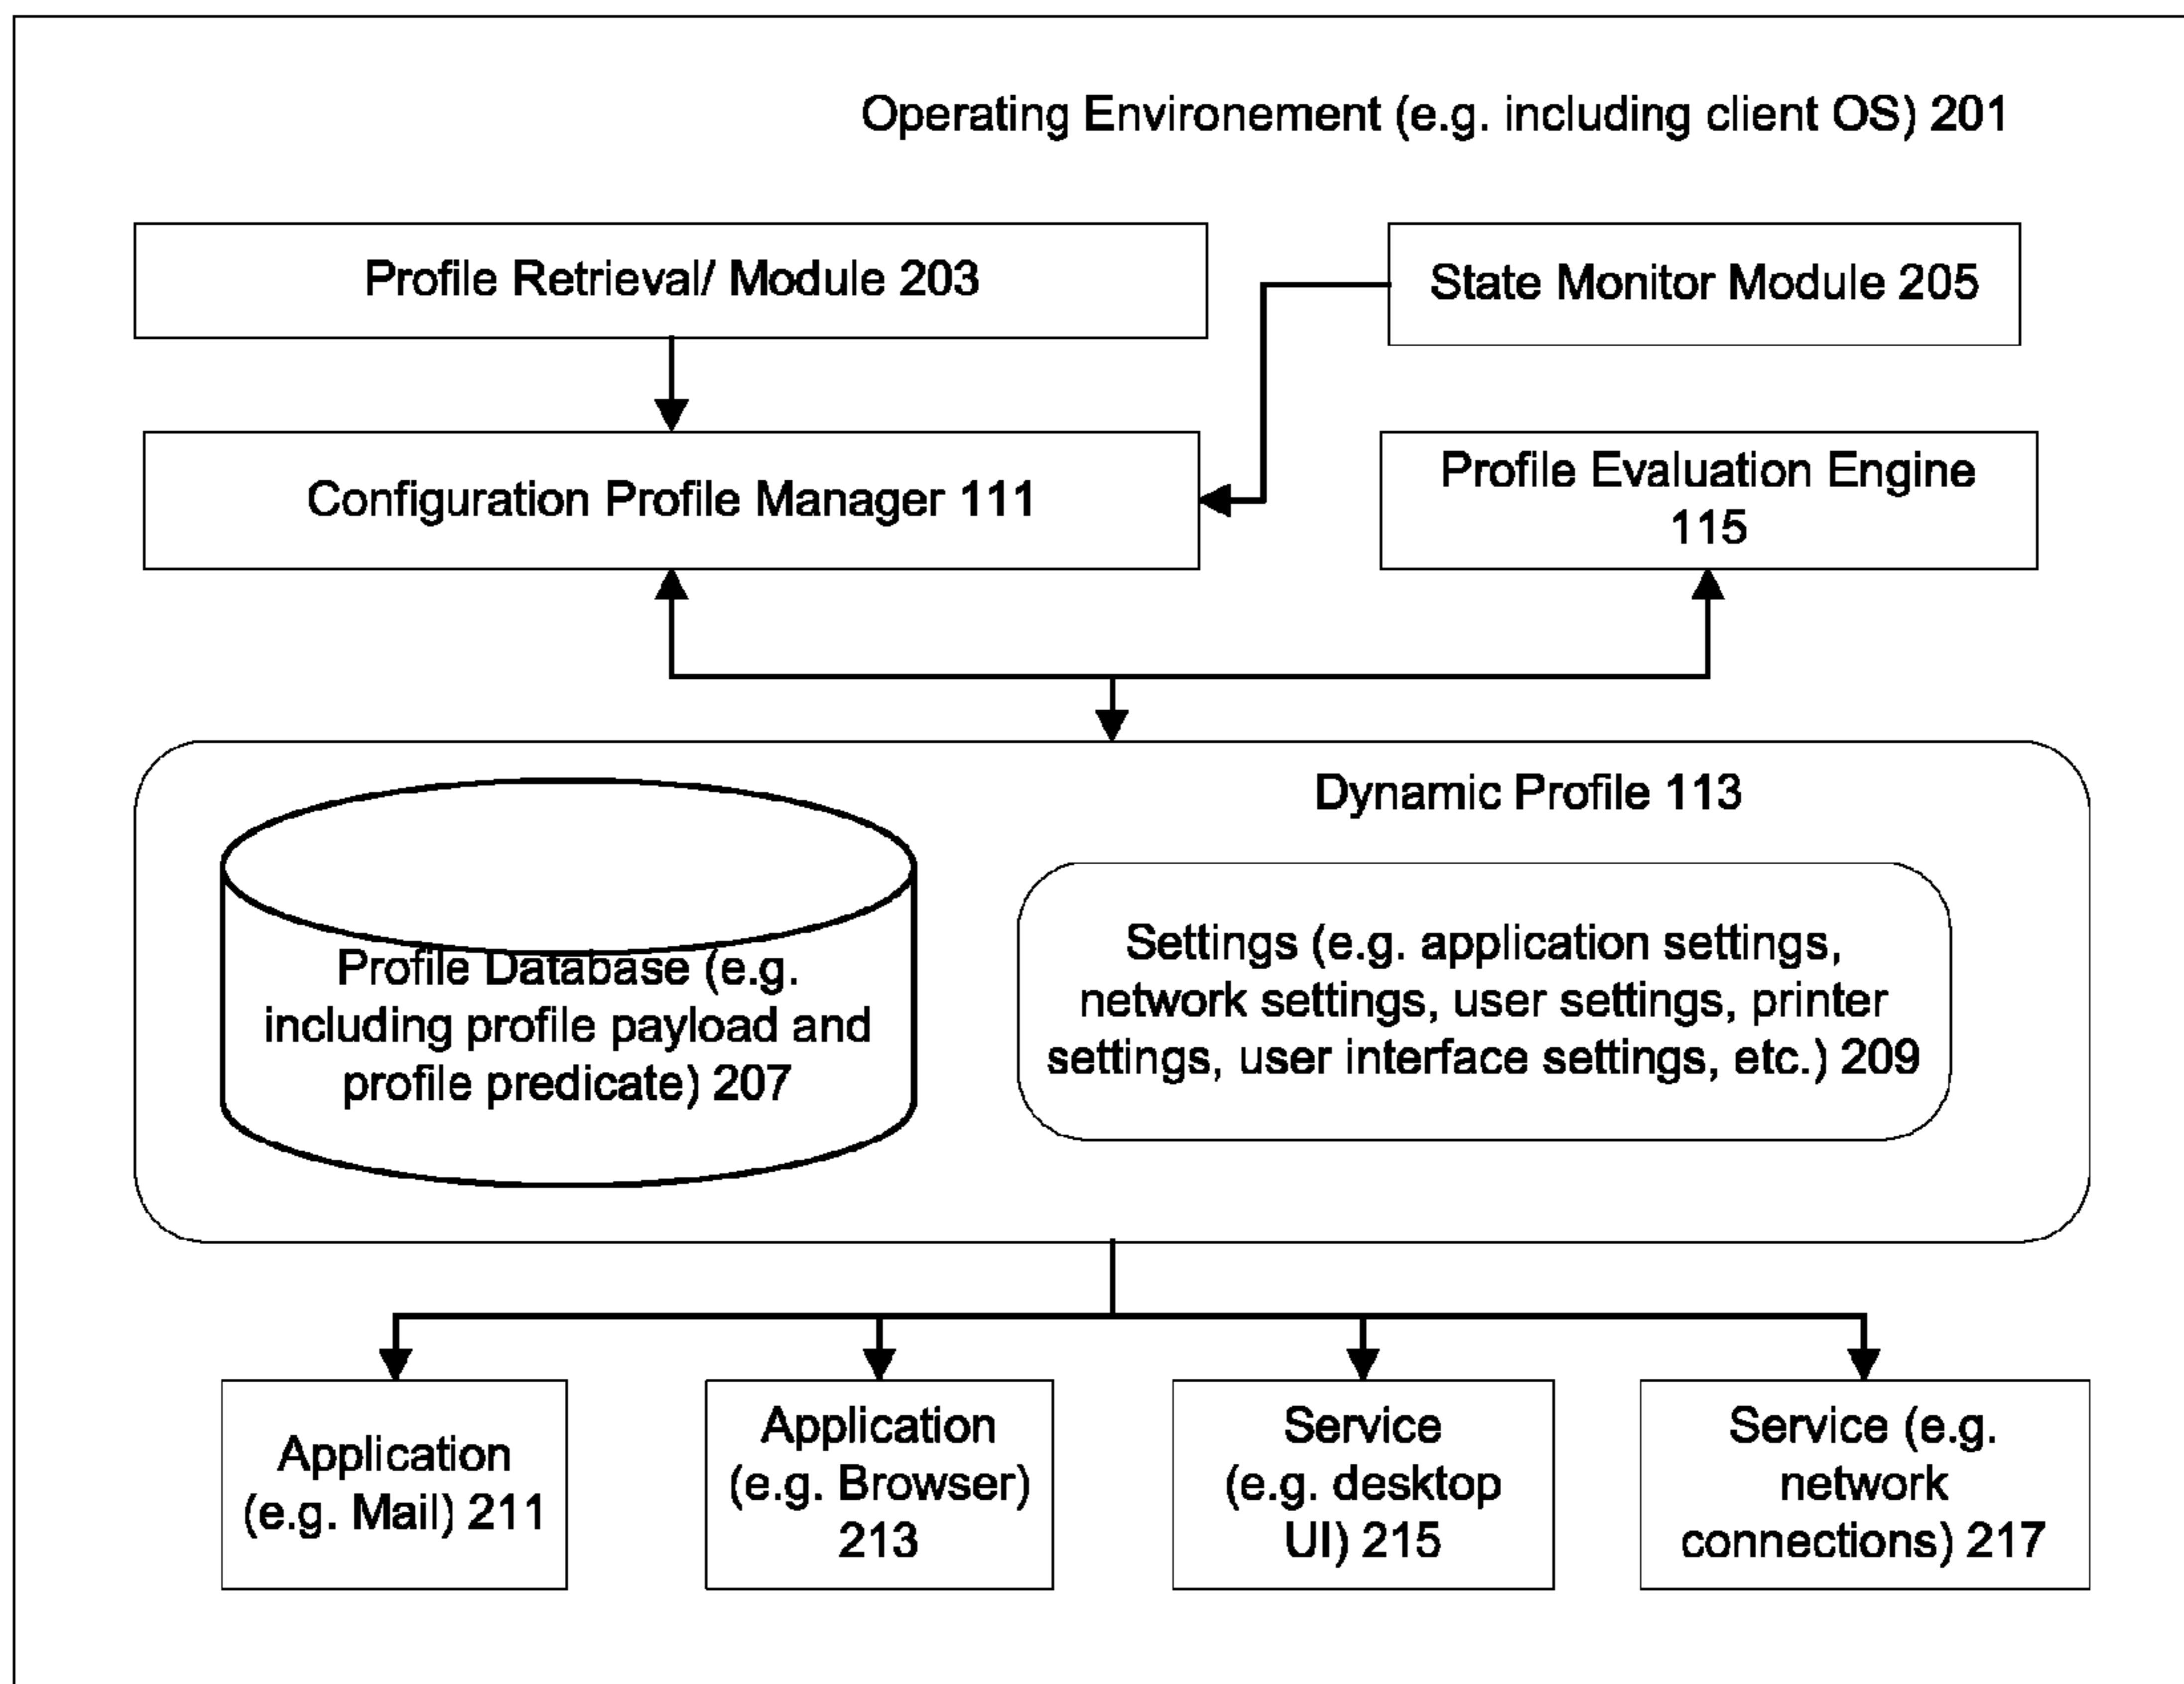 Operating Environement (e.g. including client OS) 201
Profile Retrieval/ Module 203
State Monitor Module 205
Configuration Profile Manager 111
Profile Evaluation Engine
115
Dynamic Profile 113
Profile Database (e.g.
including profile payload and
profile predicate) 207
Settings (e.g. application settings,
network settings, user settings, printer
settings, user interface settings, etc.) 209
Application
(e.g. Mail) 211
Application
(e.g. Browser)
213
Service
(e.g. desktop
UI) 215
Service (e.g.
network
connections) 217